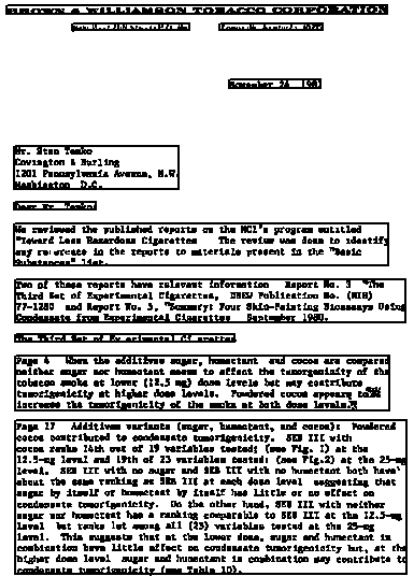 BROWN & WILLIAMSON TOBACCO CORPORATION
November 24 198
Mr. Stan Temko
Covington & Burling
1201 Pennsylvania Avenue, N.W.
Washington D.C.
Dear Mr. Temko:
We reviewed the published reports on the NCI's program entitled
"Toward Less Hazardous Cigarettes The review was done to identify
any reference in the reports to materials present in the "Basic
Substances" list.
Two of these reports have relevant information Report No. 3 "The
Third Set of Experimental Cigarettes, DHEW Publication No. (NIH)
77-1280 and Report No. 5, "Summary: Four Skin-Painting Bioassays Using
Condensate from Experimental Cigarettes September 1980.
The Third Set of Ex erimental Ci arettes
Page 4 When the additives sugar, humectant and cocoa are compared
neither sugar nor humectant seems to affect the tumorigenicity of the
tobacco smoke at lower (12.5 mg) dose levels but may contribute
tumorigenicity at higher dose levels. Powdered cocoa appears to
increase the tumorigenicity of the smoke at both dose levels.
Page 17 Additives variants (sugar, humectant, and cocoa): Powdered
cocoa contributed to condensate tumorigenicity. SEB III with
cocoa ranks 14th out of 19 variables tested; (see Fig. 1) at the
12.5-mg level and 19th of 23 variables tested: (see Fig.2) at the 25-mg
level. SEB III with no sugar and SEB III with no humectant both have
about the same ranking as SEB III at each dose level suggesting that
sugar by itself or humectant by itself has little or no effect on
condensate tumorigenicity. On the other hand, SEB III with neither
sugar nor humectant has a ranking comparable to SEB III at the 12.5-mg
level but ranks 1st among all (23) variables tested at the 25-mg
level. This suggests that at the lower dose, sugar and humectant in
combination have little affect on condensate tumorigenicity but, at the
higher dose level sugar and humectant in combination may contribute to
condensate tumorigenicity (see Table 10).